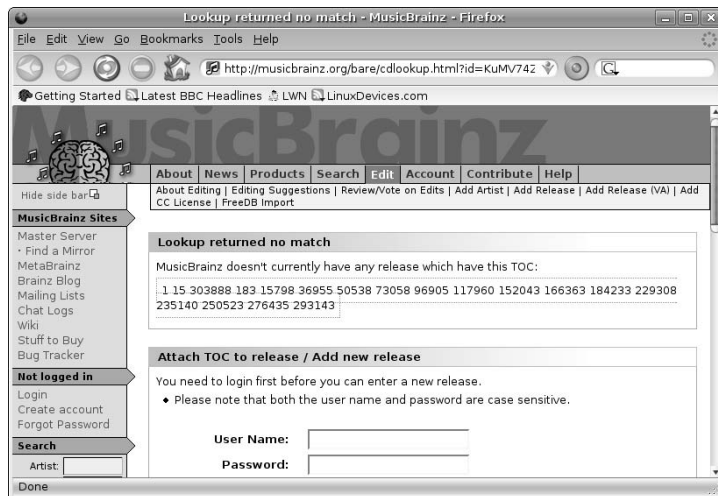 Lookup returned no match - MusicBrainz - Firefox
File Edit View Go Bookmarks Tools Help
http://musicbrainz.org/bare/cdlookup.html?id=KuMV74Z
Getting Started Latest BBC Headlines LWN LinuxDevices.com
MusicBrainz
About News Products Search Edit Account Contribute Help
About Editing | Editing Suggestions | Review/Vote on Edits | Add Artist | Add Release | Add Release (VA) | Add
CC License | FreeDB Import
Hide side bar
MusicBrainz Sites
Master Server
· Find a Mirror
MetaBrainz
Brainz Blog
Mailing Lists
Chat Logs
Wiki
Stuff to Buy
Bug Tracker
Not logged in
Login
Create account
Forgot Password
Search
Artist:
Lookup returned no match
MusicBrainz doesn't currently have any release which have this TOC:
1 15 303888 183 15798 36955 50538 73058 96905 117960 152043 166363 184233 229308
235140 250523 276435 293143
Attach TOC to release / Add new release
You need to login first before you can enter a new release.
• Please note that both the user name and password are case sensitive.
User Name:
Password:
Done